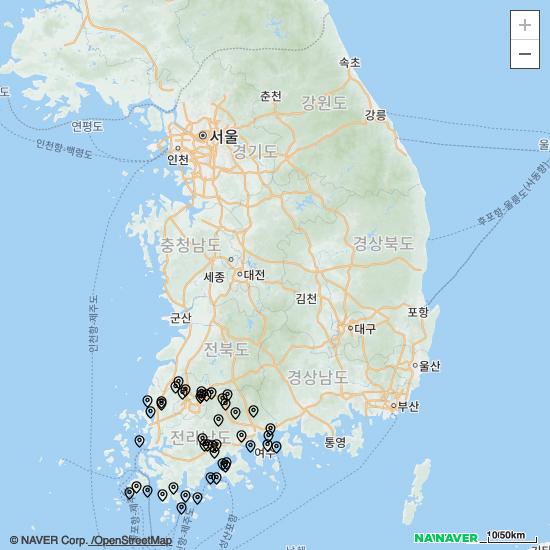 속초
춘천
강원도
강릉
도
연평도
서울
울
인천항-백령도
인천
경기도
후포항-울릉도(사동항)
충청남도
경상북도
세종
대전
인천항-제주도
김천
군산
포항
대구
전북도
울산
경상남도
부산
전라남도
여수
통영
성산포항
NAVER
10/50km
© NAVER Corp. /OpenStreetMap